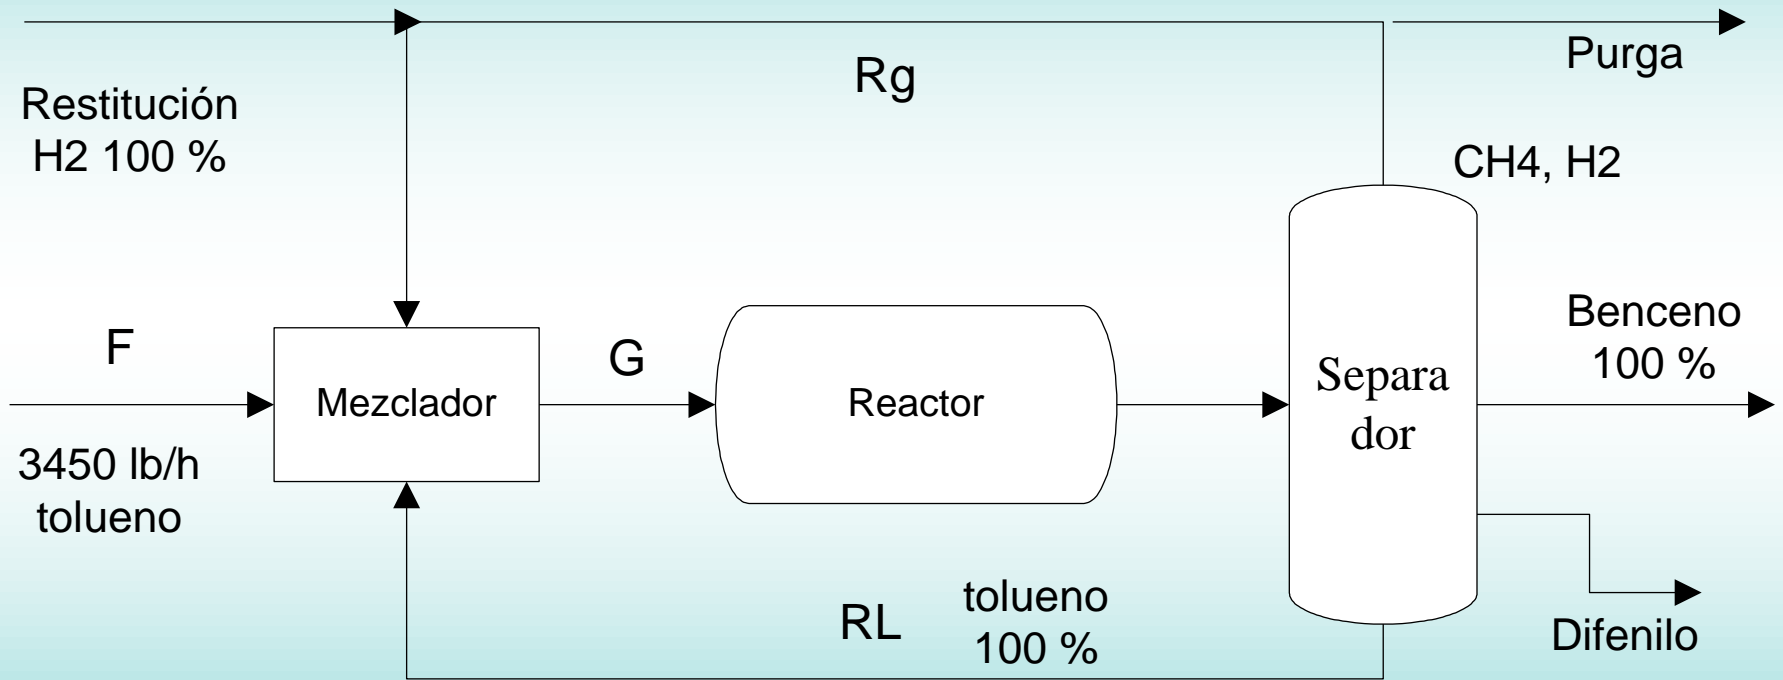 Purga
Rg
Restitución
H2 100 %
CH4, H2
Benceno
100 %
F
G
Mezclador
Reactor
Separa
dor
3450 lb/h
tolueno
RL
tolueno
100 %
Difenilo